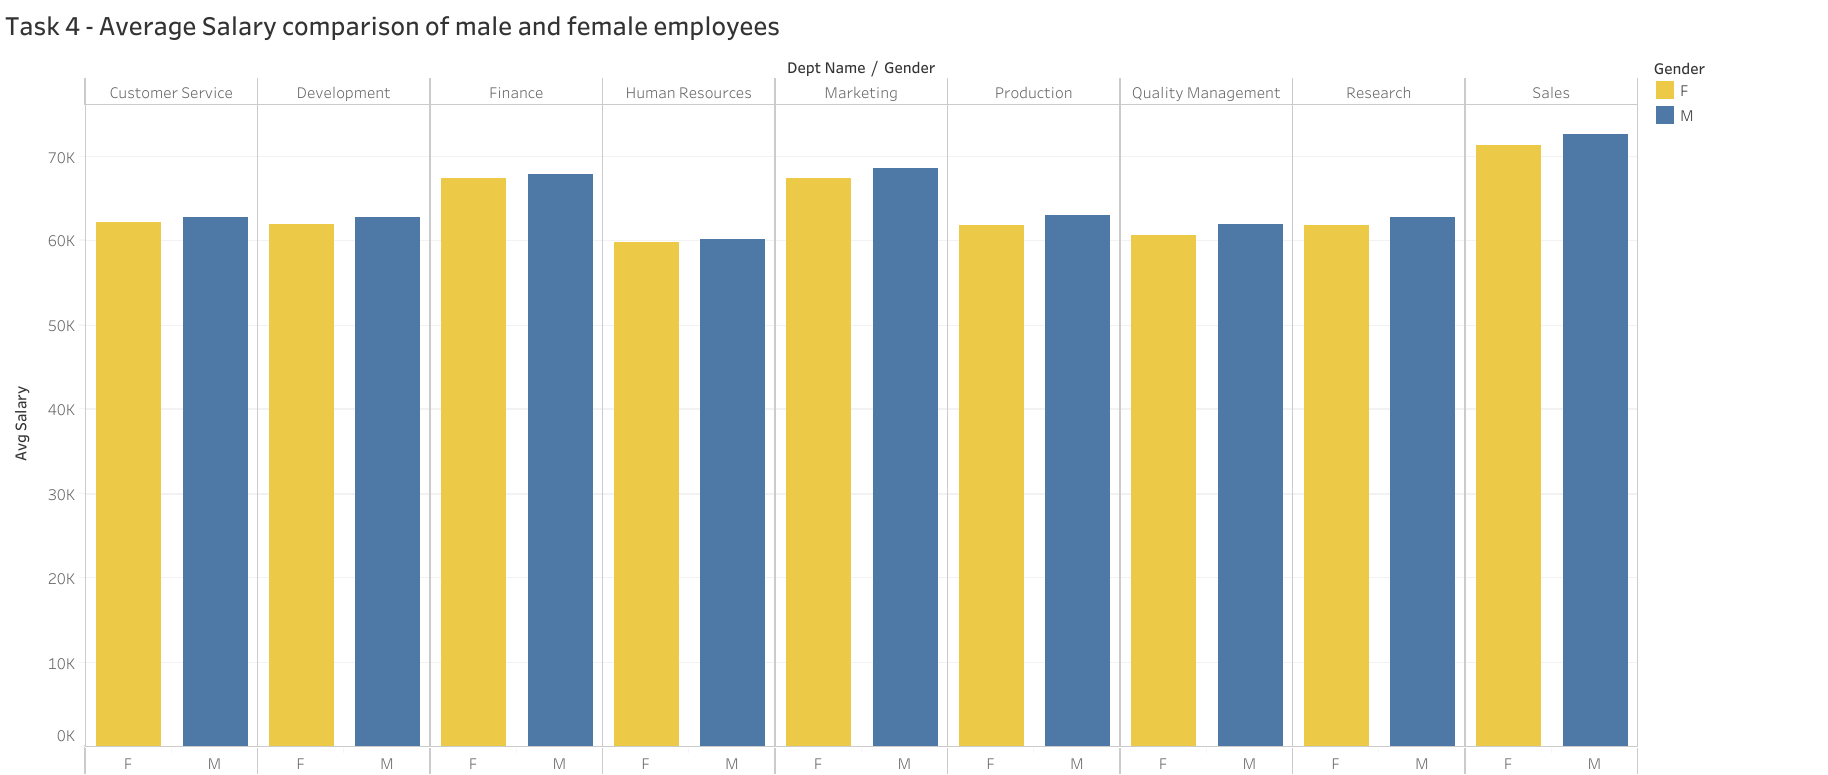 Task 4 - Average Salary comparison of male and female employees
Dept Name / Gender
Customer Service Development Finance Human Resources Marketing Production Quality Management Research Sales
Gender
F
M
70K
60K
50K
40K
30K
20K
10K
0K
Avg Salary
F M F M F M F M F M F M F M F M F M